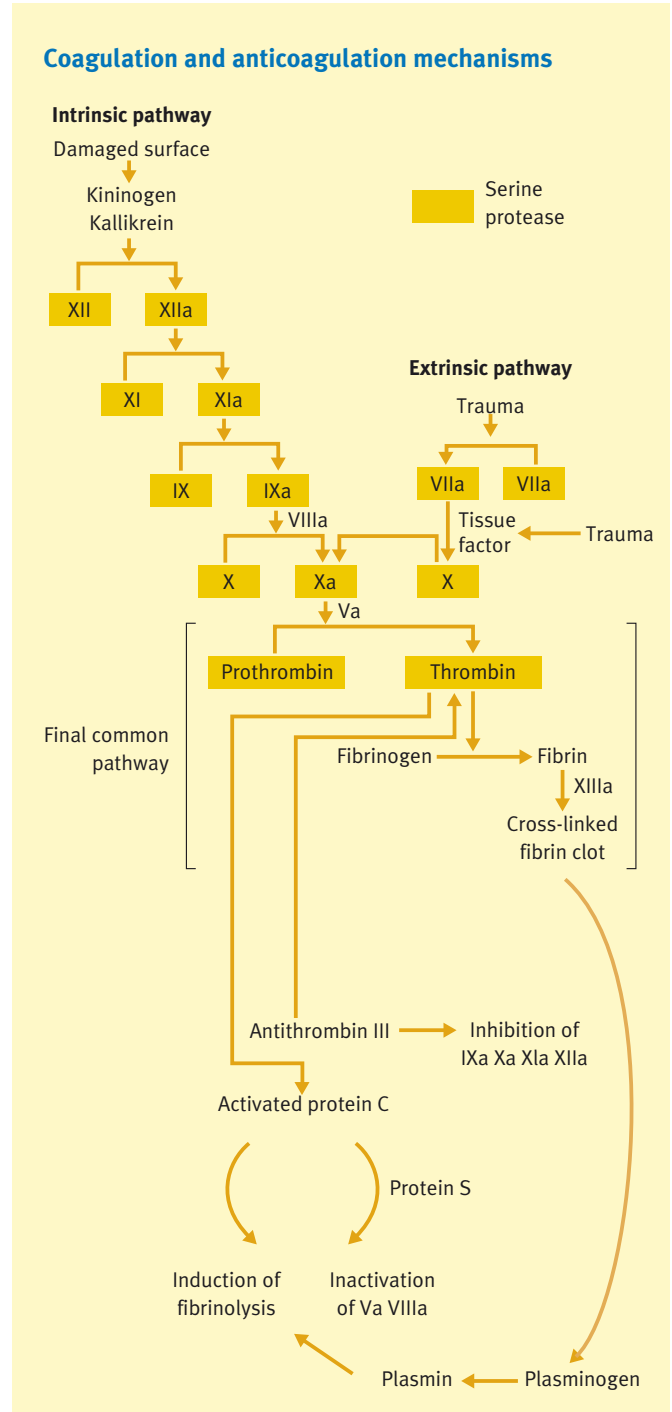 Coagulation and anticoagulation mechanisms
Intrinsic pathway
Damaged surface
Kininogen
Kallikrein
Serine
protease
XII
XIIa
XI
XIa
Extrinsic pathway
Trauma
IX
IXa
VIIa
VIIa
VIIIa
Tissue
factor
Trauma
X
Xa
X
Va
Prothrombin
Thrombin
Final common
pathway
Fibrinogen
Fibrin
XIIIa
Cross-linked
fibrin clot
Antithrombin III
Inhibition of
IXa Xa Xla XIIa
Activated protein C
Protein S
Induction of
fibrinolysis
Inactivation
of Va VIIIa
Plasmin
Plasminogen